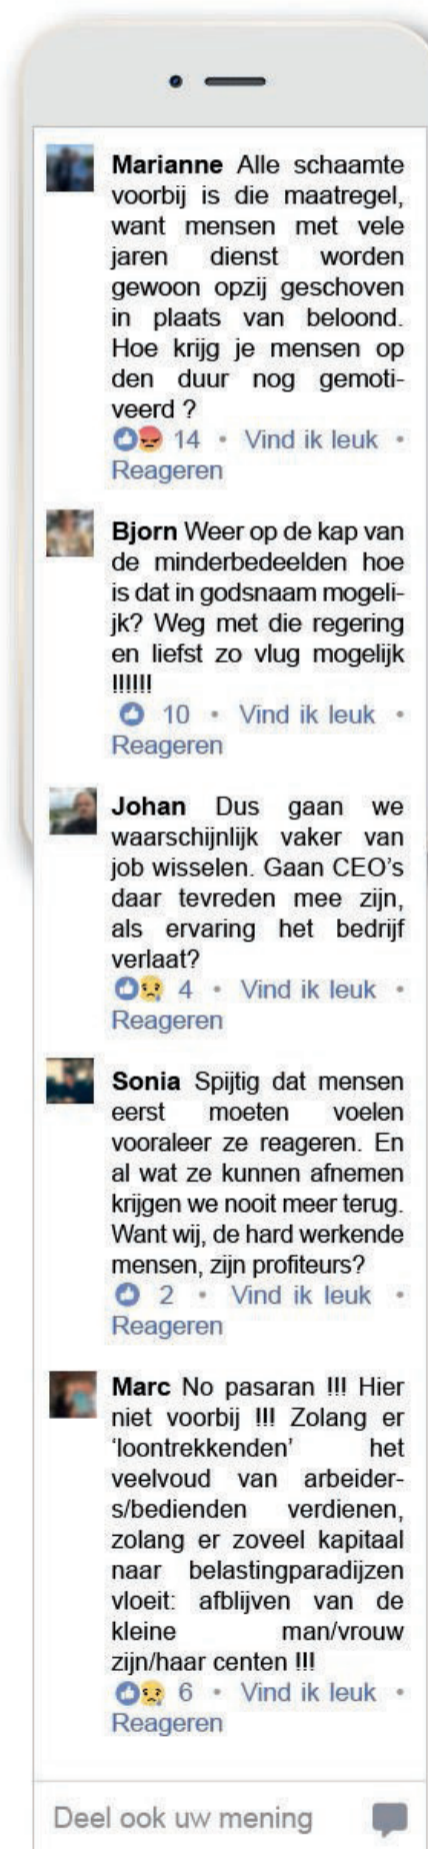 Marianne Alle schaamte
voorbij is die maatregel,
want mensen met vele
jaren dienst worden
gewoon opzij geschoven
in plaats van beloond.
Hoe krijg je mensen op
den duur nog gemoti-
veerd ?
14 • Vind ik leuk •
Reageren
Bjorn Weer op de kap van
de minderbedeelden hoe
is dat in godsnaam mogeli-
jk? Weg met die regering
en liefst zo vlug mogelijk
!!!!!!
10 • Vind ik leuk •
Reageren
Johan Dus gaan we
waarschijnlijk vaker van
job wisselen. Gaan CEO's
daar tevreden mee zijn,
als ervaring het bedrijf
verlaat?
4 • Vind ik leuk •
Reageren
Sonia Spijtig dat mensen
eerst moeten voelen
vooraleer ze reageren. En
al wat ze kunnen afnemen
krijgen we nooit meer terug.
Want wij, de hard werkende
mensen, zijn profiteurs?
2 • Vind ik leuk •
Reageren
Marc No pasaran !!! Hier
niet voorbij !!! Zolang er
‘loontrekkenden’ het
veelvoud van arbeider-
s/bedienden verdienen,
zolang er zoveel kapitaal
naar belastingparadijzen
vloeit: afblijven van de
kleine man/vrouw
zijn/haar centen !!!
6 • Vind ik leuk •
Reageren
Deel ook uw mening